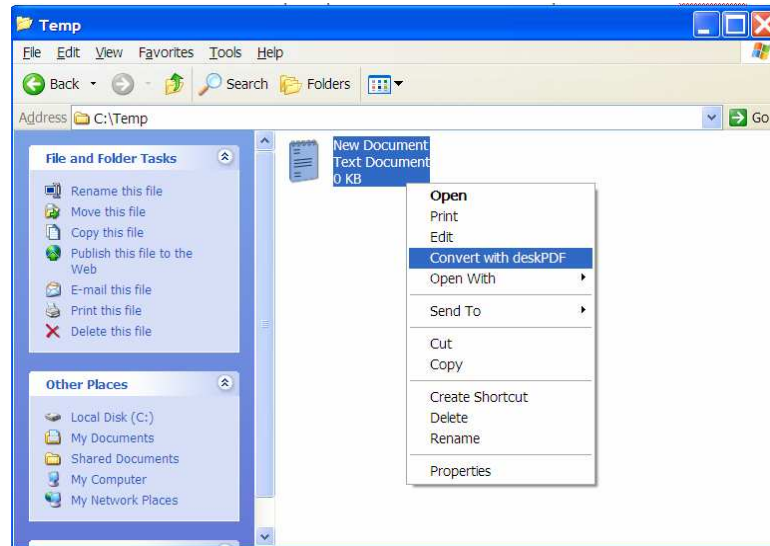 Temp
File Edit View Favorites Tools Help
Back Search Folders
Address C:\Temp Go
File and Folder Tasks
Rename this file
Move this file
Copy this file
Publish this file to the
Web
E-mail this file
Print this file
Delete this file
Other Places
Local Disk (C:)
My Documents
Shared Documents
My Computer
My Network Places
New Document
Text Document
0 KB
Open
Print
Edit
Convert with deskPDF
Open With
Send To
Cut
Copy
Create Shortcut
Delete
Rename
Properties